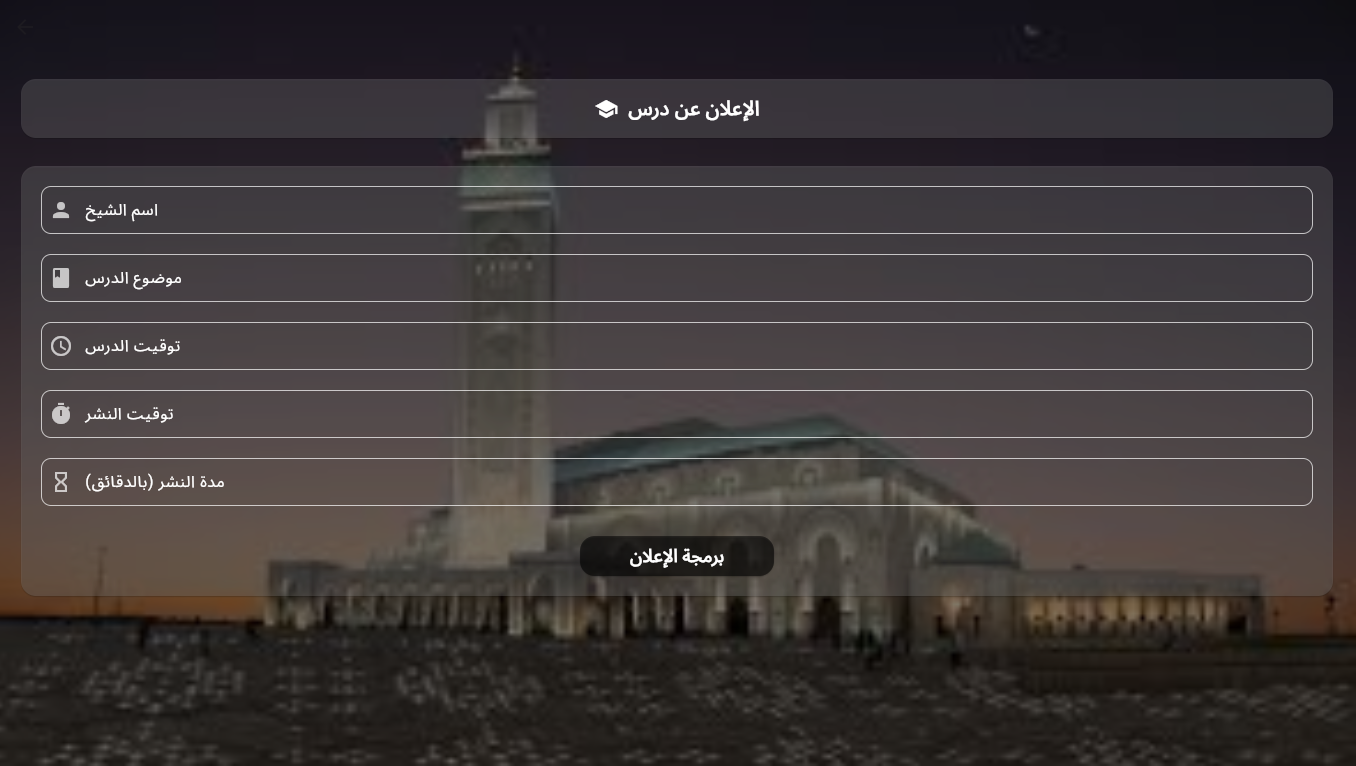 الإعلان عن درس
اسم الشيخ
موضوع الدرس
توقيت الدرس
توقيت النشر
مدة النشر (بالدقائق)
برمجة الإعلان